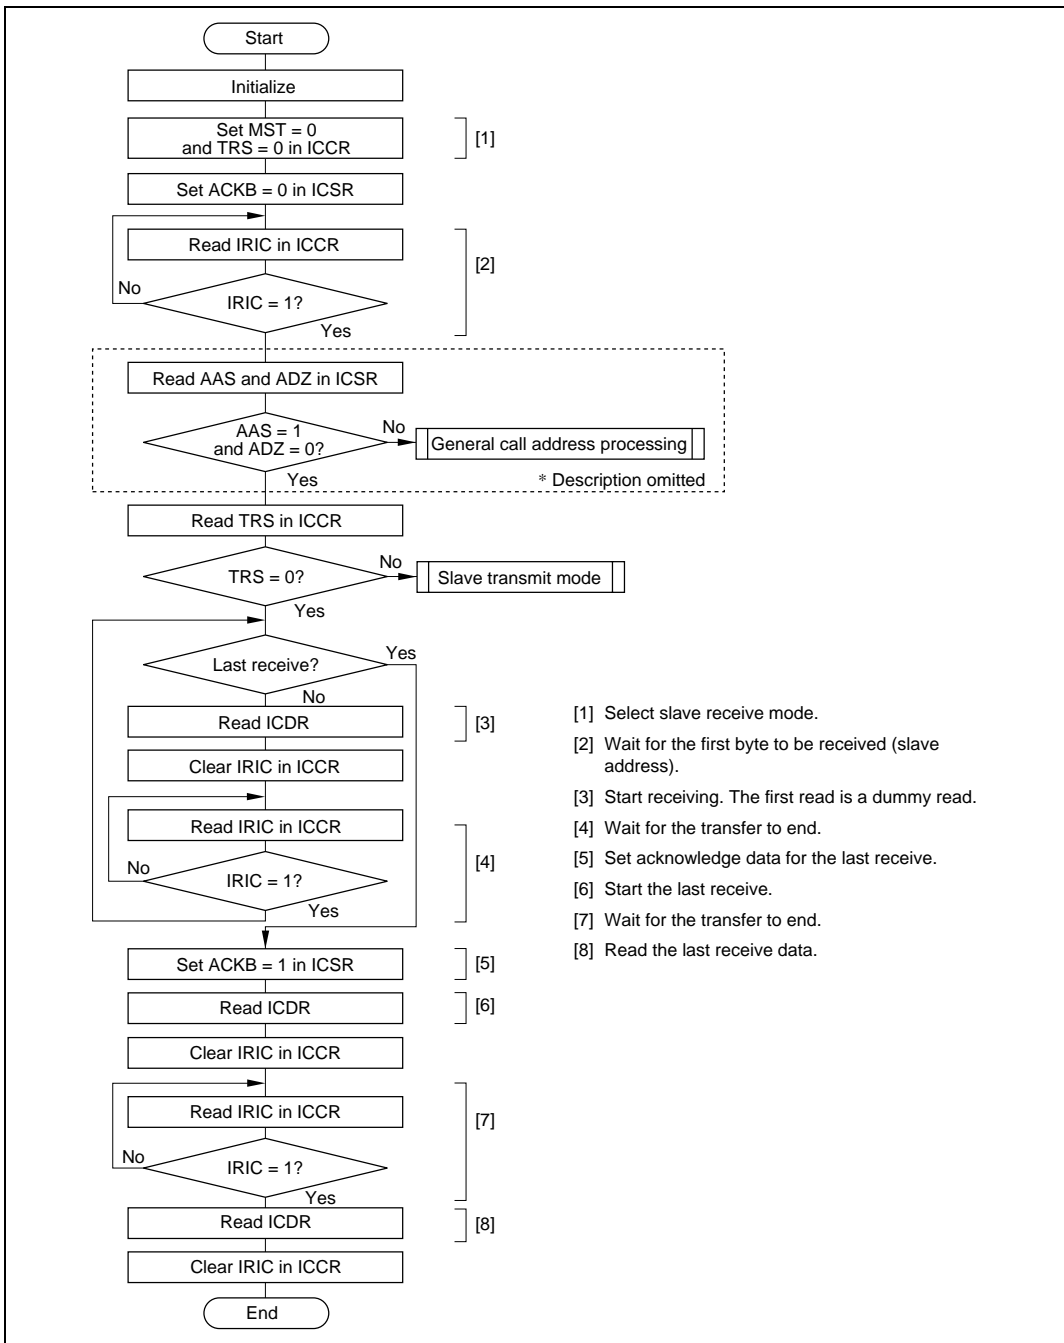 Start
Initialize
Set MST = 0
and TRS = 0 in ICCR
[1]
Set ACKB = 0 in ICSR
Read IRIC in ICCR
[2]
No
IRIC = 1?
Yes
Read AAS and ADZ in ICSR
AAS = 1
and ADZ = 0?
No
General call address processing
Yes
* Description omitted
Read TRS in ICCR
TRS = 0?
No
Slave transmit mode
Yes
Last receive?
Yes
No
Read ICDR
[3]
Clear IRIC in ICCR
Read IRIC in ICCR
[4]
No
IRIC = 1?
Yes
Set ACKB = 1 in ICSR
[5]
Read ICDR
[6]
Clear IRIC in ICCR
Read IRIC in ICCR
[7]
No
IRIC = 1?
Yes
Read ICDR
[8]
Clear IRIC in ICCR
End
[1] Select slave receive mode.
[2] Wait for the first byte to be received (slave
address).
[3] Start receiving. The first read is a dummy read.
[4] Wait for the transfer to end.
[5] Set acknowledge data for the last receive.
[6] Start the last receive.
[7] Wait for the transfer to end.
[8] Read the last receive data.